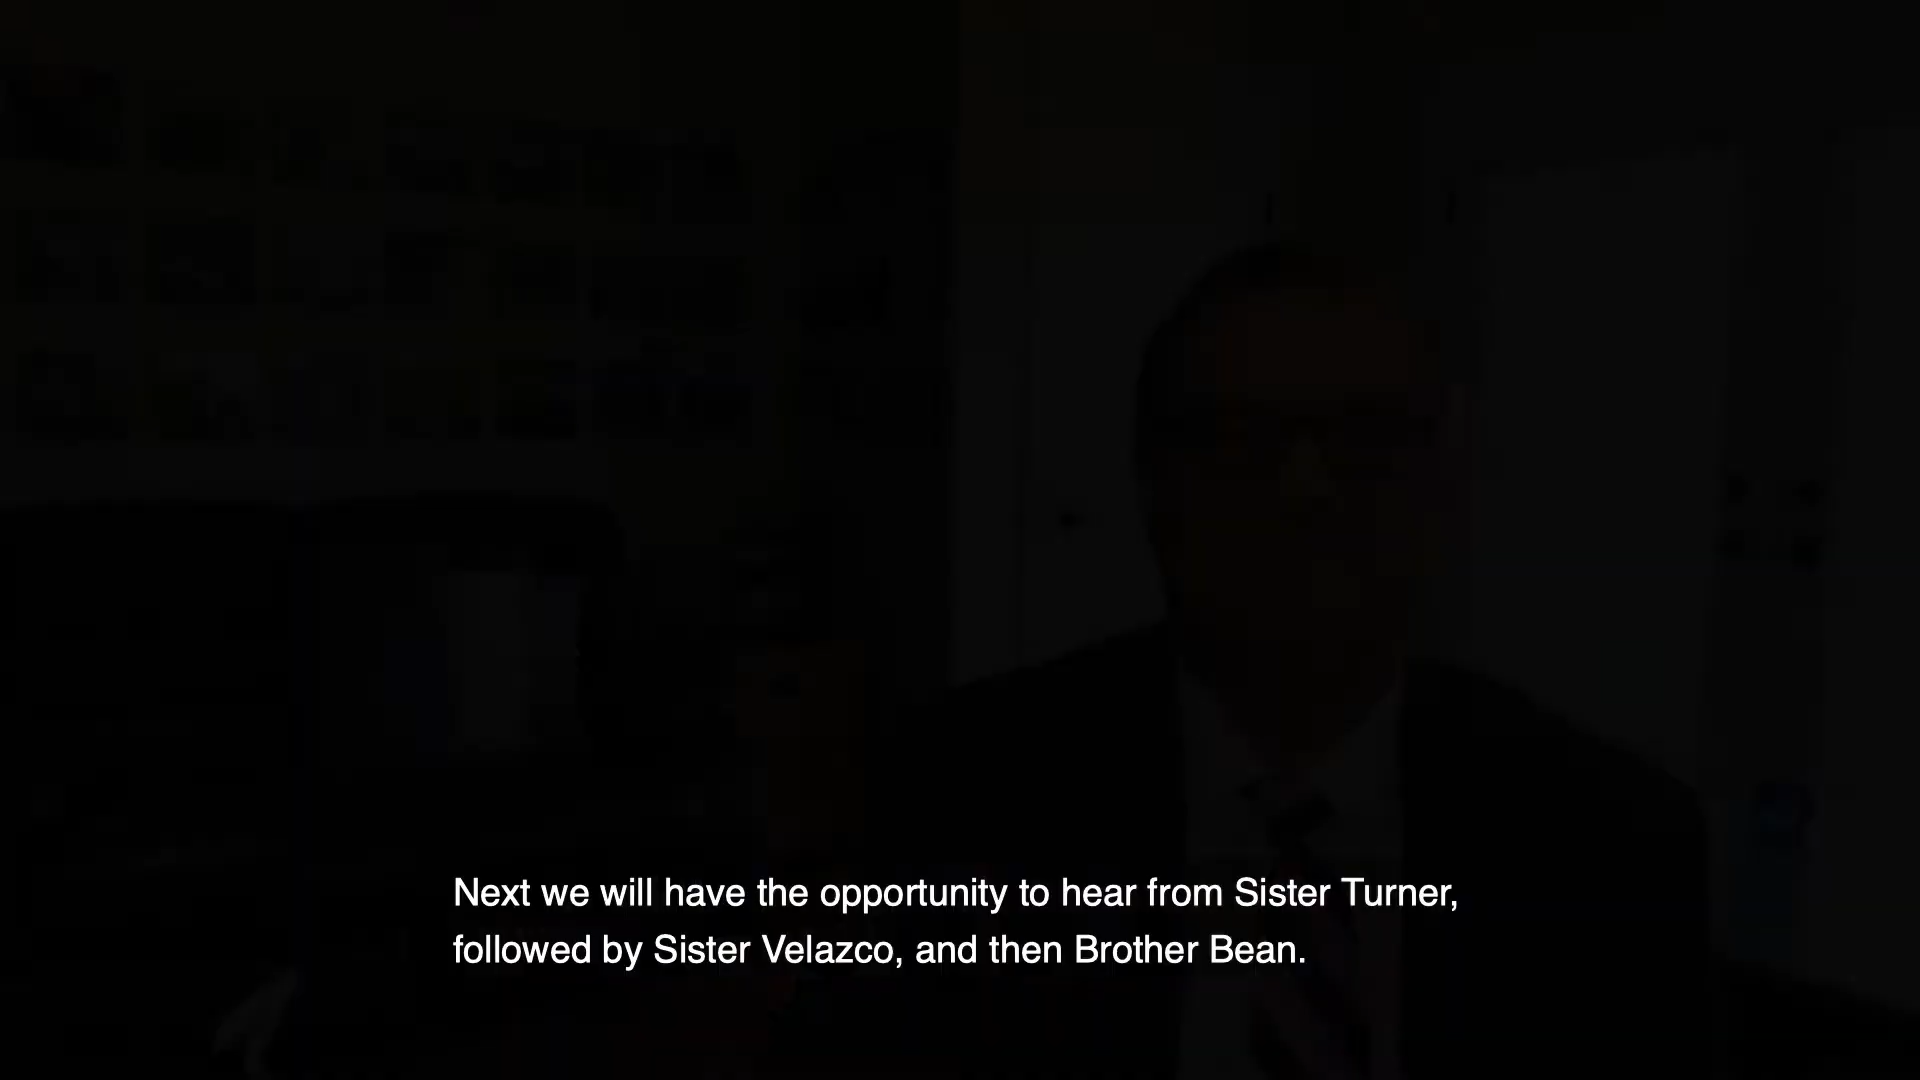 Next we will have the opportunity to hear from Sister Turner,
followed by Sister Velazco, and then Brother Bean.